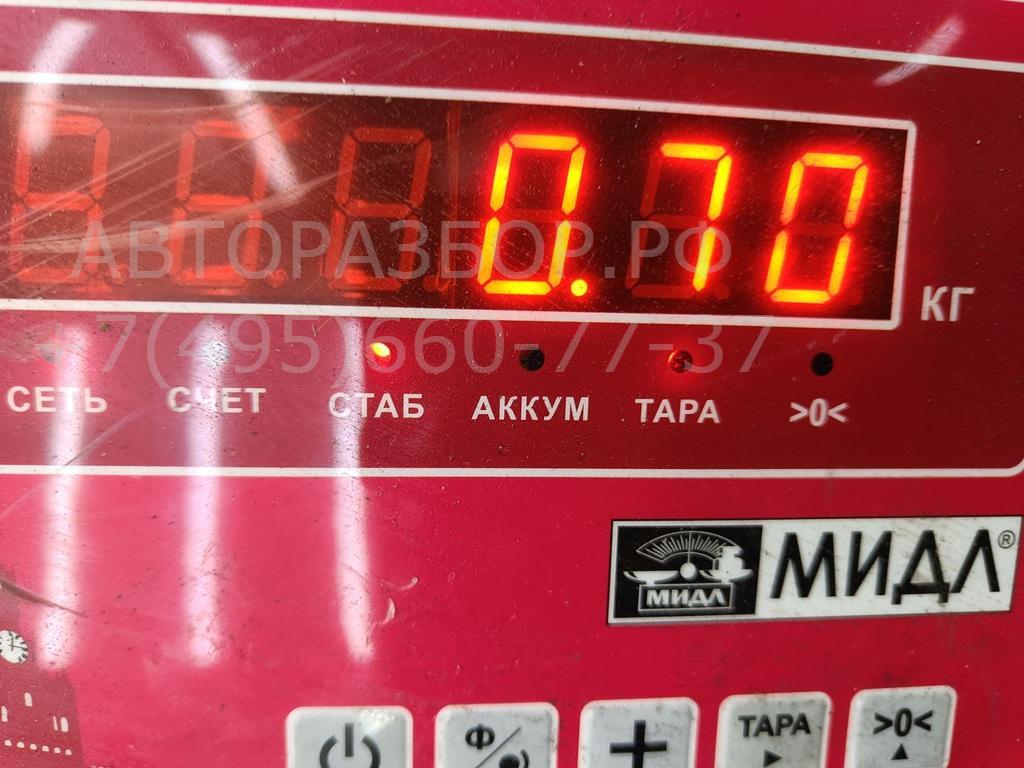 0.70
КГ
АВТОРАЗБОР.РФ
+7(495)660-77-37
СЕТЬ СЧЕТ СТАБ АККУМ ТАРА >0<
МИДЛ МИДЛ®
Ф ТАРА >0<
+